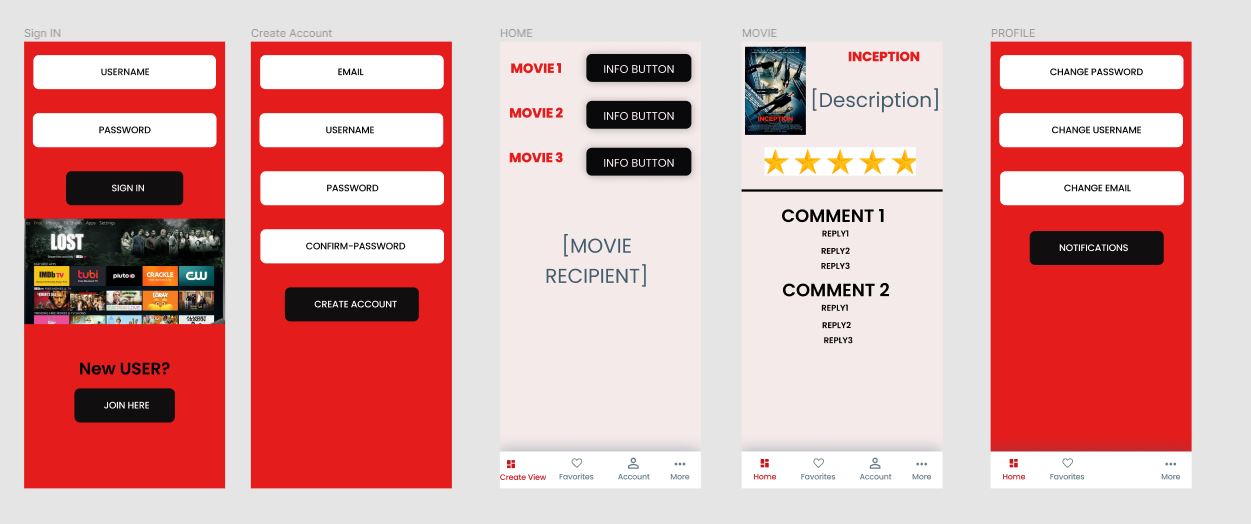 Sign IN
USERNAME
PASSWORD
SIGN IN
Apps Settings
LOST
IMDb TV tubi pluto tv CRACKLE CW
New USER?
JOIN HERE
Create Account
EMAIL
USERNAME
PASSWORD
CONFIRM-PASSWORD
CREATE ACCOUNT
HOME
MOVIE 1 INFO BUTTON
MOVIE 2 INFO BUTTON
MOVIE 3 INFO BUTTON
[MOVIE
RECIPIENT]
Create View Favorites Account More
MOVIE
INCEPTION
INCEPTION
[Description]
COMMENT 1
REPLY1
REPLY2
REPLY3
COMMENT 2
REPLY1
REPLY2
REPLY3
Home Favorites Account More
PROFILE
CHANGE PASSWORD
CHANGE USERNAME
CHANGE EMAIL
NOTIFICATIONS
Home Favorites More